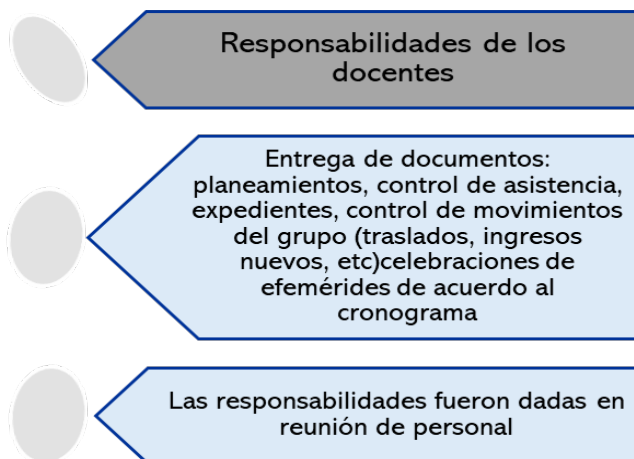 Responsabilidades de los
docentes
Entrega de documentos:
planeamientos, control de asistencia,
expedientes, control de movimientos
del grupo (traslados, ingresos
nuevos, etc)celebraciones de
efemérides de acuerdo al
cronograma
Las responsabilidades fueron dadas en
reunión de personal